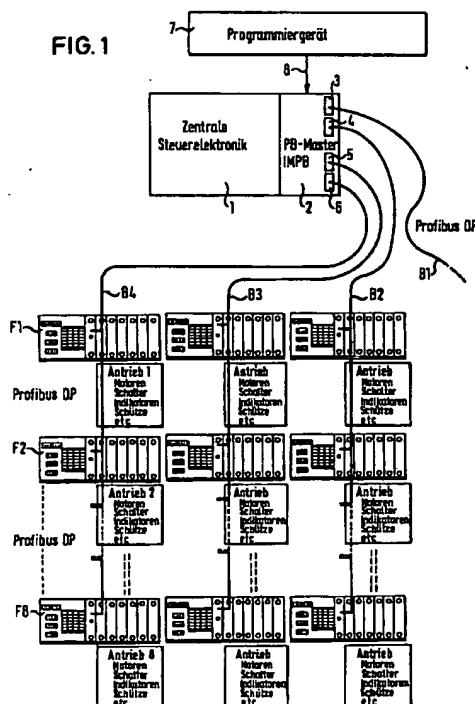 FIG. 1
7
Programmiergerät
8
Zentrale
Steuerelektronik
PB-Master
IMPB
3
4
5
6
1
2
Profibus DP
B1
B4
B3
B2
F1
Profibus DP
Antrieb 1
Motoren
Schalter
Indikatoren
Schütze
etc
Antrieb
Motoren
Schalter
Indikatoren
Schütze
etc
Antrieb
Motoren
Schalter
Indikatoren
Schütze
etc
F2
Profibus DP
Antrieb 2
Motoren
Schalter
Indikatoren
Schütze
etc
Antrieb
Motoren
Schalter
Indikatoren
Schütze
etc
Antrieb
Motoren
Schalter
Indikatoren
Schütze
etc
F8
Antrieb 8
Motoren
Schalter
Indikatoren
Schütze
etc
Antrieb
Motoren
Schalter
Indikatoren
Schütze
etc
Antrieb
Motoren
Schalter
Indikatoren
Schütze
etc